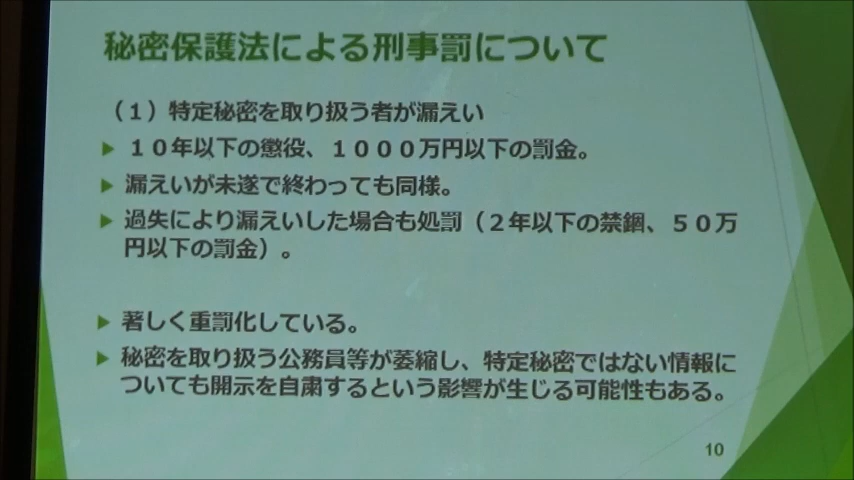 秘密保護法による刑事罰について
（１）特定秘密を取り扱う者が漏えい
１０年以下の懲役、１０００万円以下の罰金。
漏えいが未遂で終わっても同様。
過失により漏えいした場合も処罰（２年以下の禁錮、５０万
円以下の罰金）。
著しく重罰化している。
秘密を取り扱う公務員等が萎縮し、特定秘密ではない情報に
ついても開示を自粛するという影響が生じる可能性もある。
10